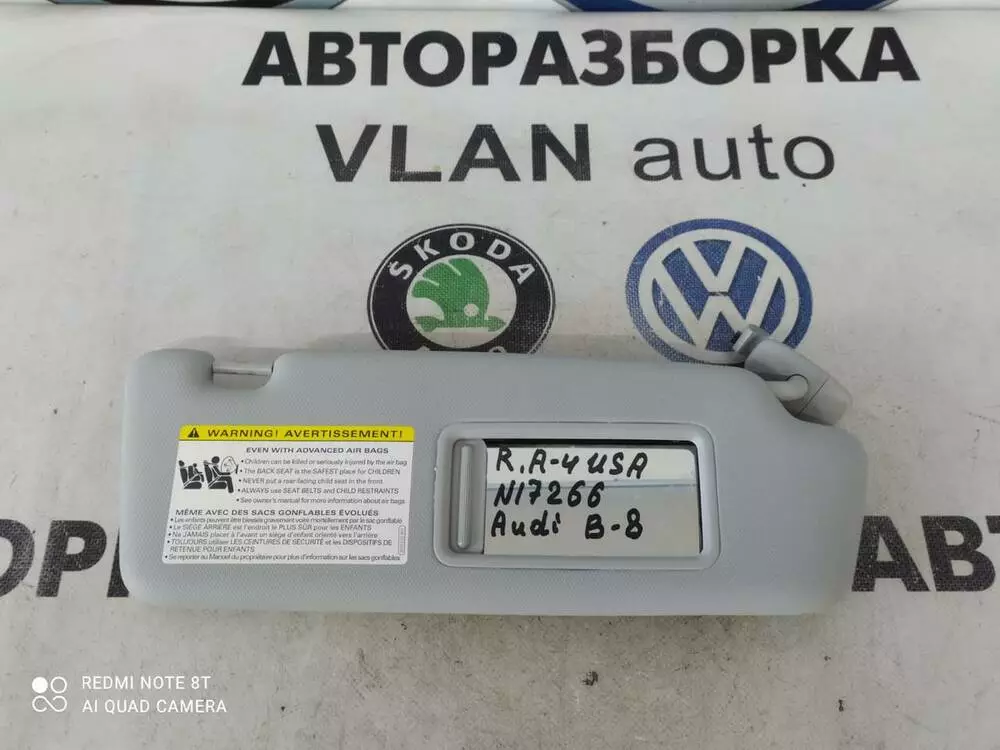 АВТОРАЗБОРКА
VLAN auto
ŠKODA
WARNING! AVERTISSEMENT!
EVEN WITH ADVANCED AIR BAGS
• Children can be killed or seriously injured by the air bag
• The BACK SEAT is the SAFEST place for CHILDREN
• NEVER put a rear-facing child seat in the front
• ALWAYS use SEAT BELTS and CHILD RESTRAINTS
• See owner's manual for more information about air bags
MÊME AVEC DES SACS GONFLABLES ÉVOLUÉS
• Les enfants peuvent être blessés gravement voire mortellement par le sac gonflable
• Le SIÈGE ARRIÈRE est l'endroit le PLUS SÛR pour les ENFANTS
• Ne JAMAIS placer à l'avant un siège d'enfant orienté vers l'arrière
• TOUJOURS utiliser LES CEINTURES DE SÉCURITÉ et les DISPOSITIFS DE
RETENUE POUR ENFANTS
• Se reporter au Manuel du propriétaire pour plus d'information sur les sacs gonflables
R.A-4 USA
N17266
Audi B-8
ОР
АВТ
REDMI NOTE 8T
AI QUAD CAMERA